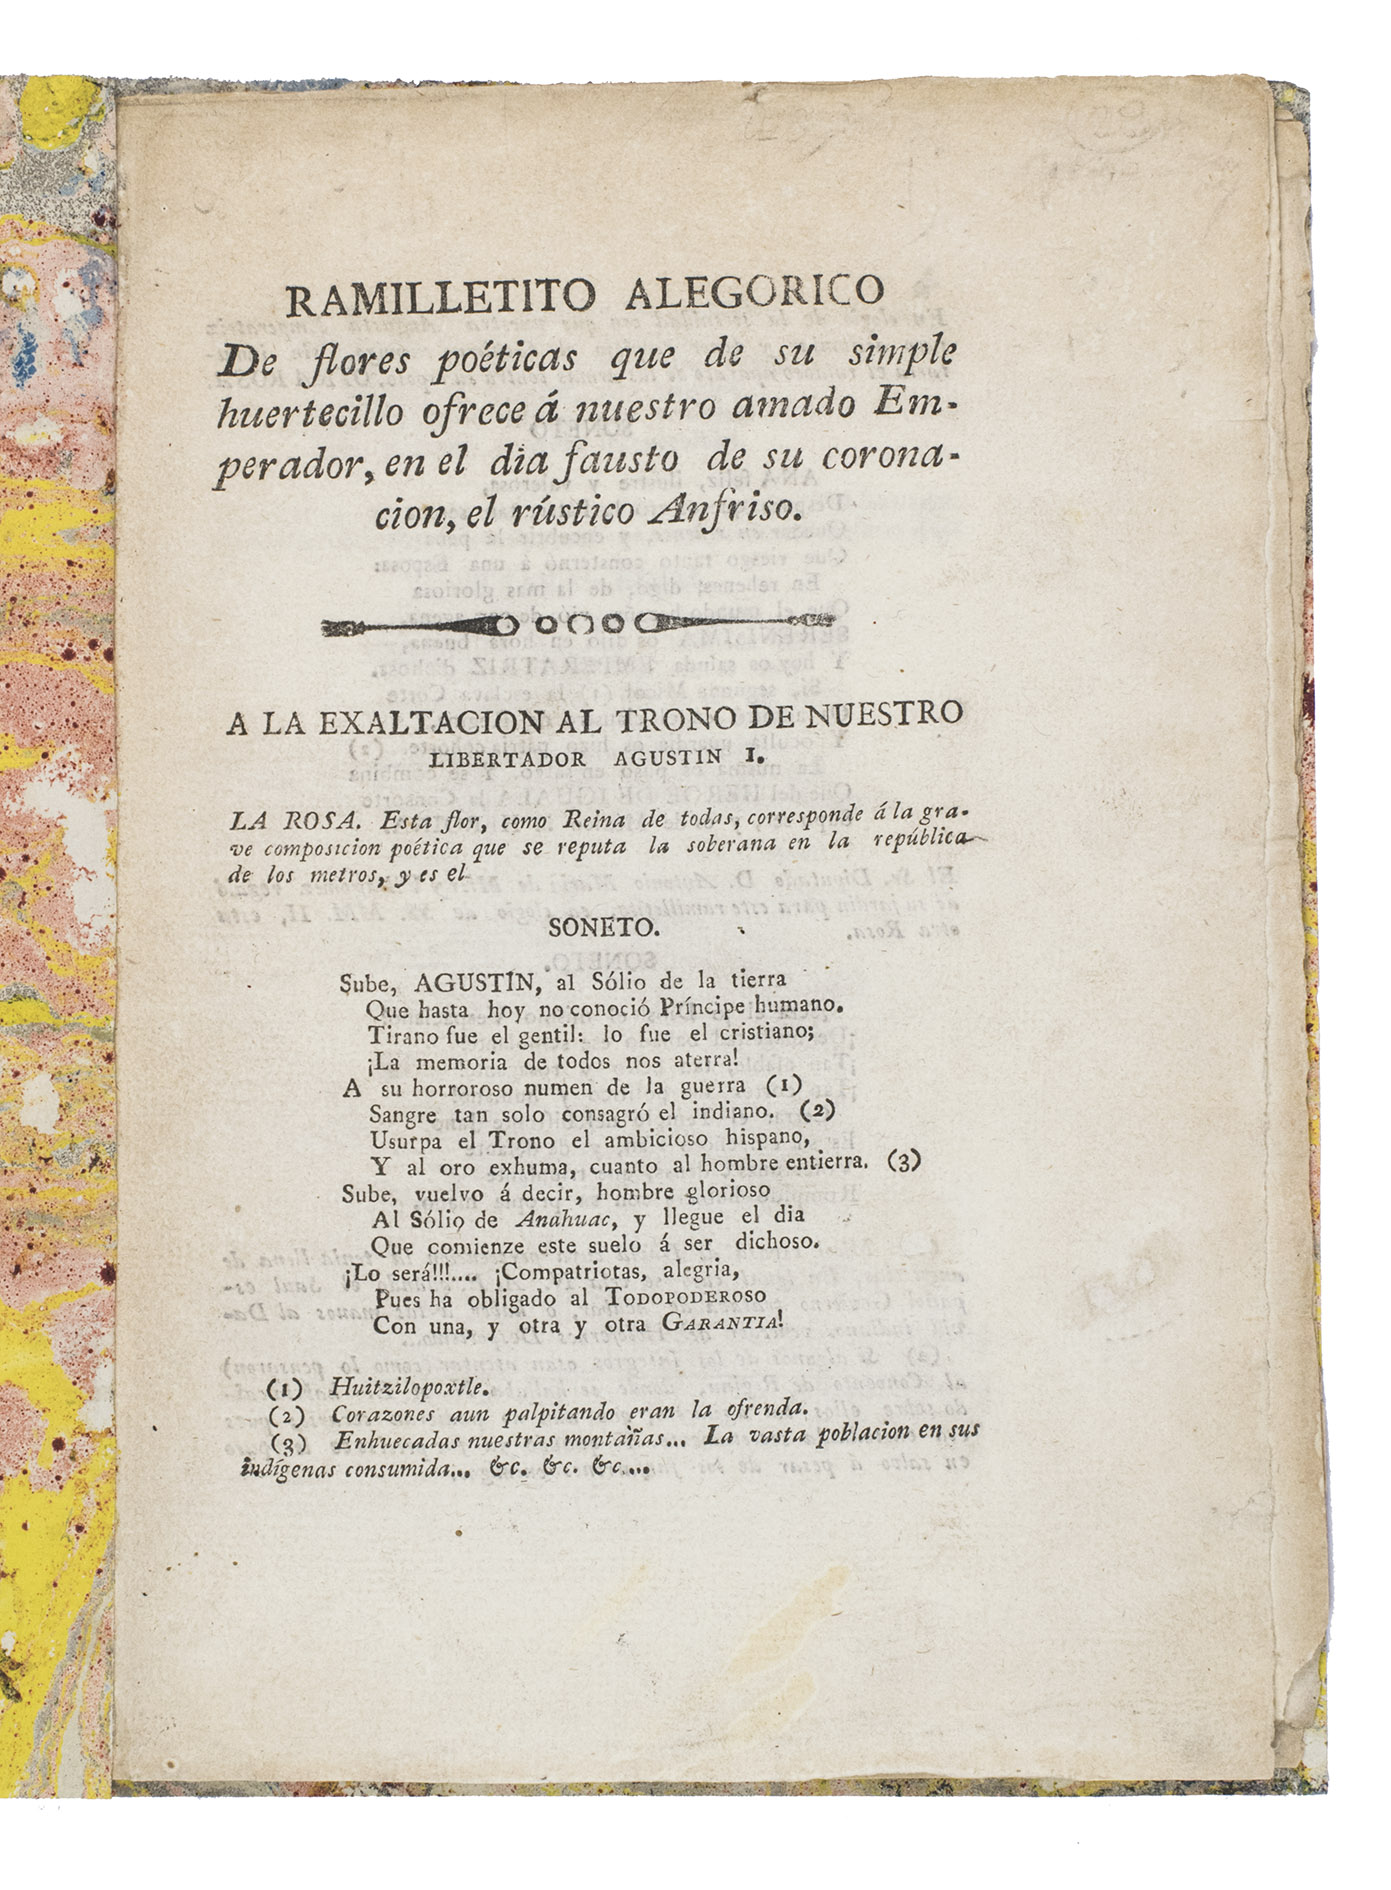 RAMILLETITO ALEGORICO
De flores poéticas que de su simple
huertecillo ofrece á nuestro amado Em-
perador, en el dia fausto de su corona-
cion, el rústico Anfriso.
A LA EXALTACION AL TRONO DE NUESTRO
LIBERTADOR AGUSTIN I.
LA ROSA. Esta flor, como Reina de todas, corresponde á la gra-
ve composicion poética que se reputa la soberana en la república
de los metros, y es el
SONETO.
Sube, AGUSTIN, al Sólio de la tierra
Que hasta hoy no conoció Príncipe humano.
Tirano fue el gentil: lo fue el cristiano;
¡La memoria de todos nos aterra!
A su horroroso numen de la guerra (1)
Sangre tan solo consagró el indiano. (2)
Usurpa el Trono el ambicioso hispano,
Y al oro exhuma, cuanto al hombre entierra. (3)
Sube, vuelvo á decir, hombre glorioso
Al Sólio de Anahuac, y llegue el dia
Que comienze este suelo á ser dichoso.
¡Lo será!!!.... ¡Compatriotas, alegria,
Pues ha obligado al TODOPODEROSO
Con una, y otra y otra GARANTIA!
(1) Huitzilopoxtle.
(2) Corazones aun palpitando eran la ofrenda.
(3) Enhuecadas nuestras montañas... La vasta poblacion en sus
indígenas consumida... &c. &c. &c....